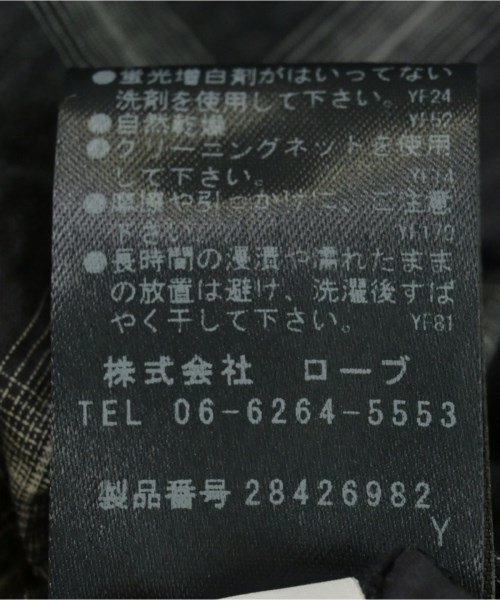 ●蛍光増白剤がはいってない
洗剤を使用して下さい。YF24
●自然乾燥 YF52
●クリーニングネットを使用
して下さい。
や引っかけに、ご注意
下さい YF170
●長時間の浸漬や濡れたまま
の放置は避け、洗濯後すば
やく干して下さい。 YF81
株式会社 ローブ
TEL 06-6264-5553
製品番号 28426982
Y